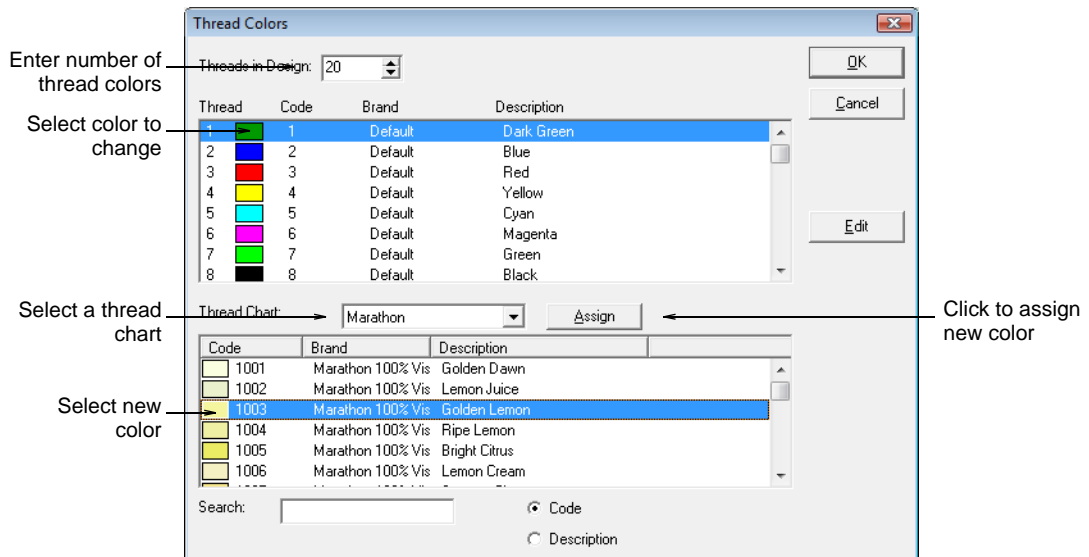 Thread Colors
Enter number of
thread colors
Threads in Design: 20
OK
Cancel
Thread Code Brand Description
Select color to
change
1 1 Default Dark Green
2 2 Default Blue
3 3 Default Red
4 4 Default Yellow
5 5 Default Cyan
6 6 Default Magenta
7 7 Default Green
8 8 Default Black
Edit
Select a thread
chart
Thread Chart: Marathon Assign
Click to assign
new color
Code Brand Description
1001 Marathon 100% Vis Golden Dawn
1002 Marathon 100% Vis Lemon Juice
Select new
color
1003 Marathon 100% Vis Golden Lemon
1004 Marathon 100% Vis Ripe Lemon
1005 Marathon 100% Vis Bright Citrus
1006 Marathon 100% Vis Lemon Cream
Search:
Code
Description